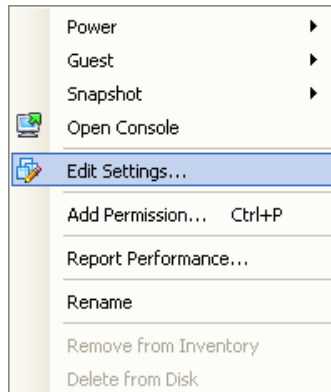 Power
Guest
Snapshot
Open Console
Edit Settings...
Add Permission... Ctrl+P
Report Performance...
Rename
Remove from Inventory
Delete from Disk